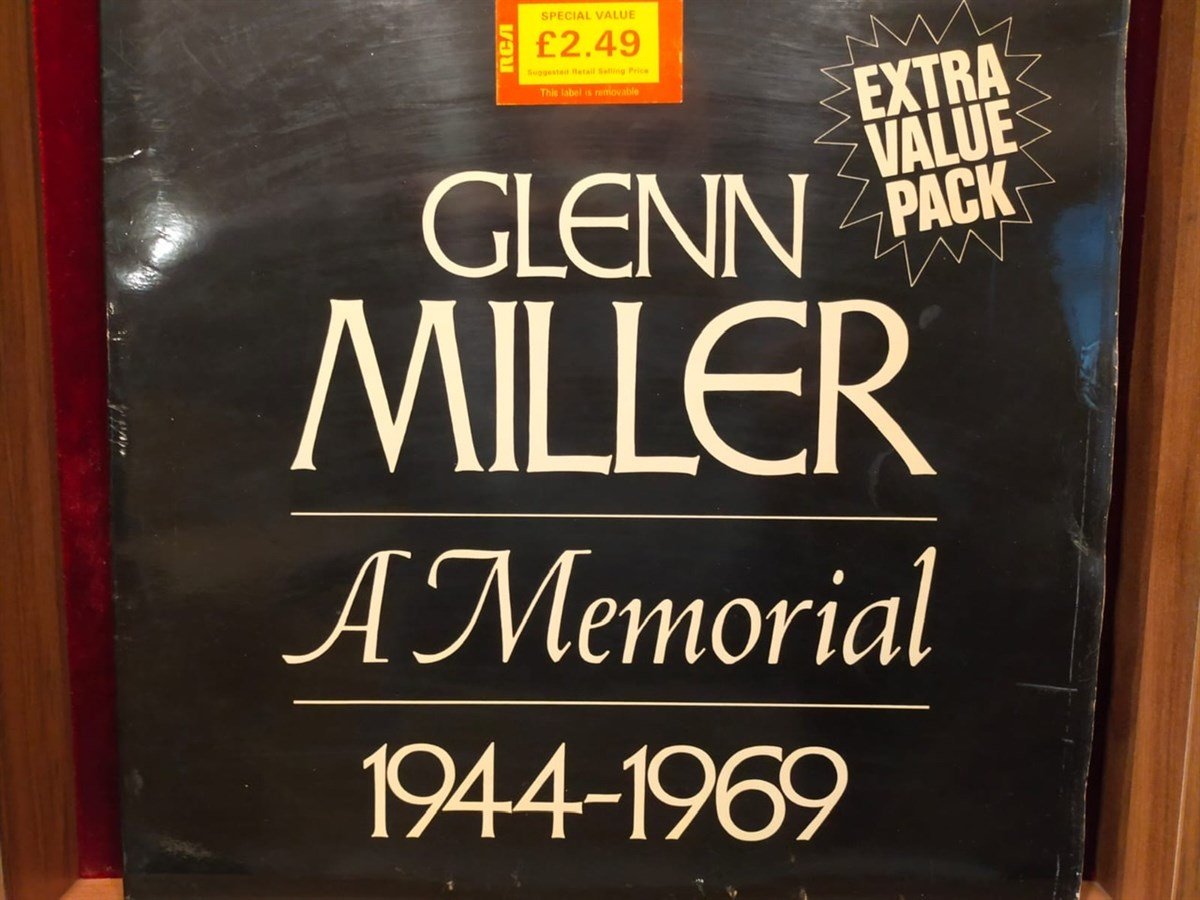 RCA
SPECIAL VALUE
£2.49
Suggested Retail Selling Price
This label is removable
EXTRA
VALUE
PACK
GLENN
MILLER
A Memorial
1944-1969